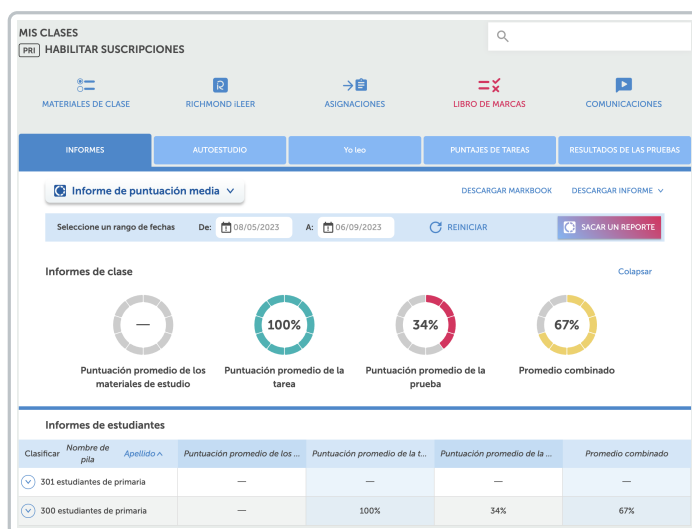 MIS CLASES
PRI HABILITAR SUSCRIPCIONES
MATERIALES DE CLASE
RICHMOND iLEER
ASIGNACIONES
LIBRO DE MARCAS
COMUNICACIONES
INFORMES
AUTOESTUDIO
Yo leo
PUNTAJES DE TAREAS
RESULTADOS DE LAS PRUEBAS
Informe de puntuación media
DESCARGAR MARKBOOK
DESCARGAR INFORME
Seleccione un rango de fechas
De: 08/05/2023
A: 06/09/2023
REINICIAR
SACAR UN REPORTE
Informes de clase
Colapsar
—
100%
34%
67%
Puntuación promedio de los
materiales de estudio
Puntuación promedio de la
tarea
Puntuación promedio de la
prueba
Promedio combinado
Informes de estudiantes
Clasificar
Nombre de
pila
Apellido
Puntuación promedio de los ...
Puntuación promedio de la t...
Puntuación promedio de la ...
Promedio combinado
301 estudiantes de primaria — — — —
300 estudiantes de primaria — 100% 34% 67%